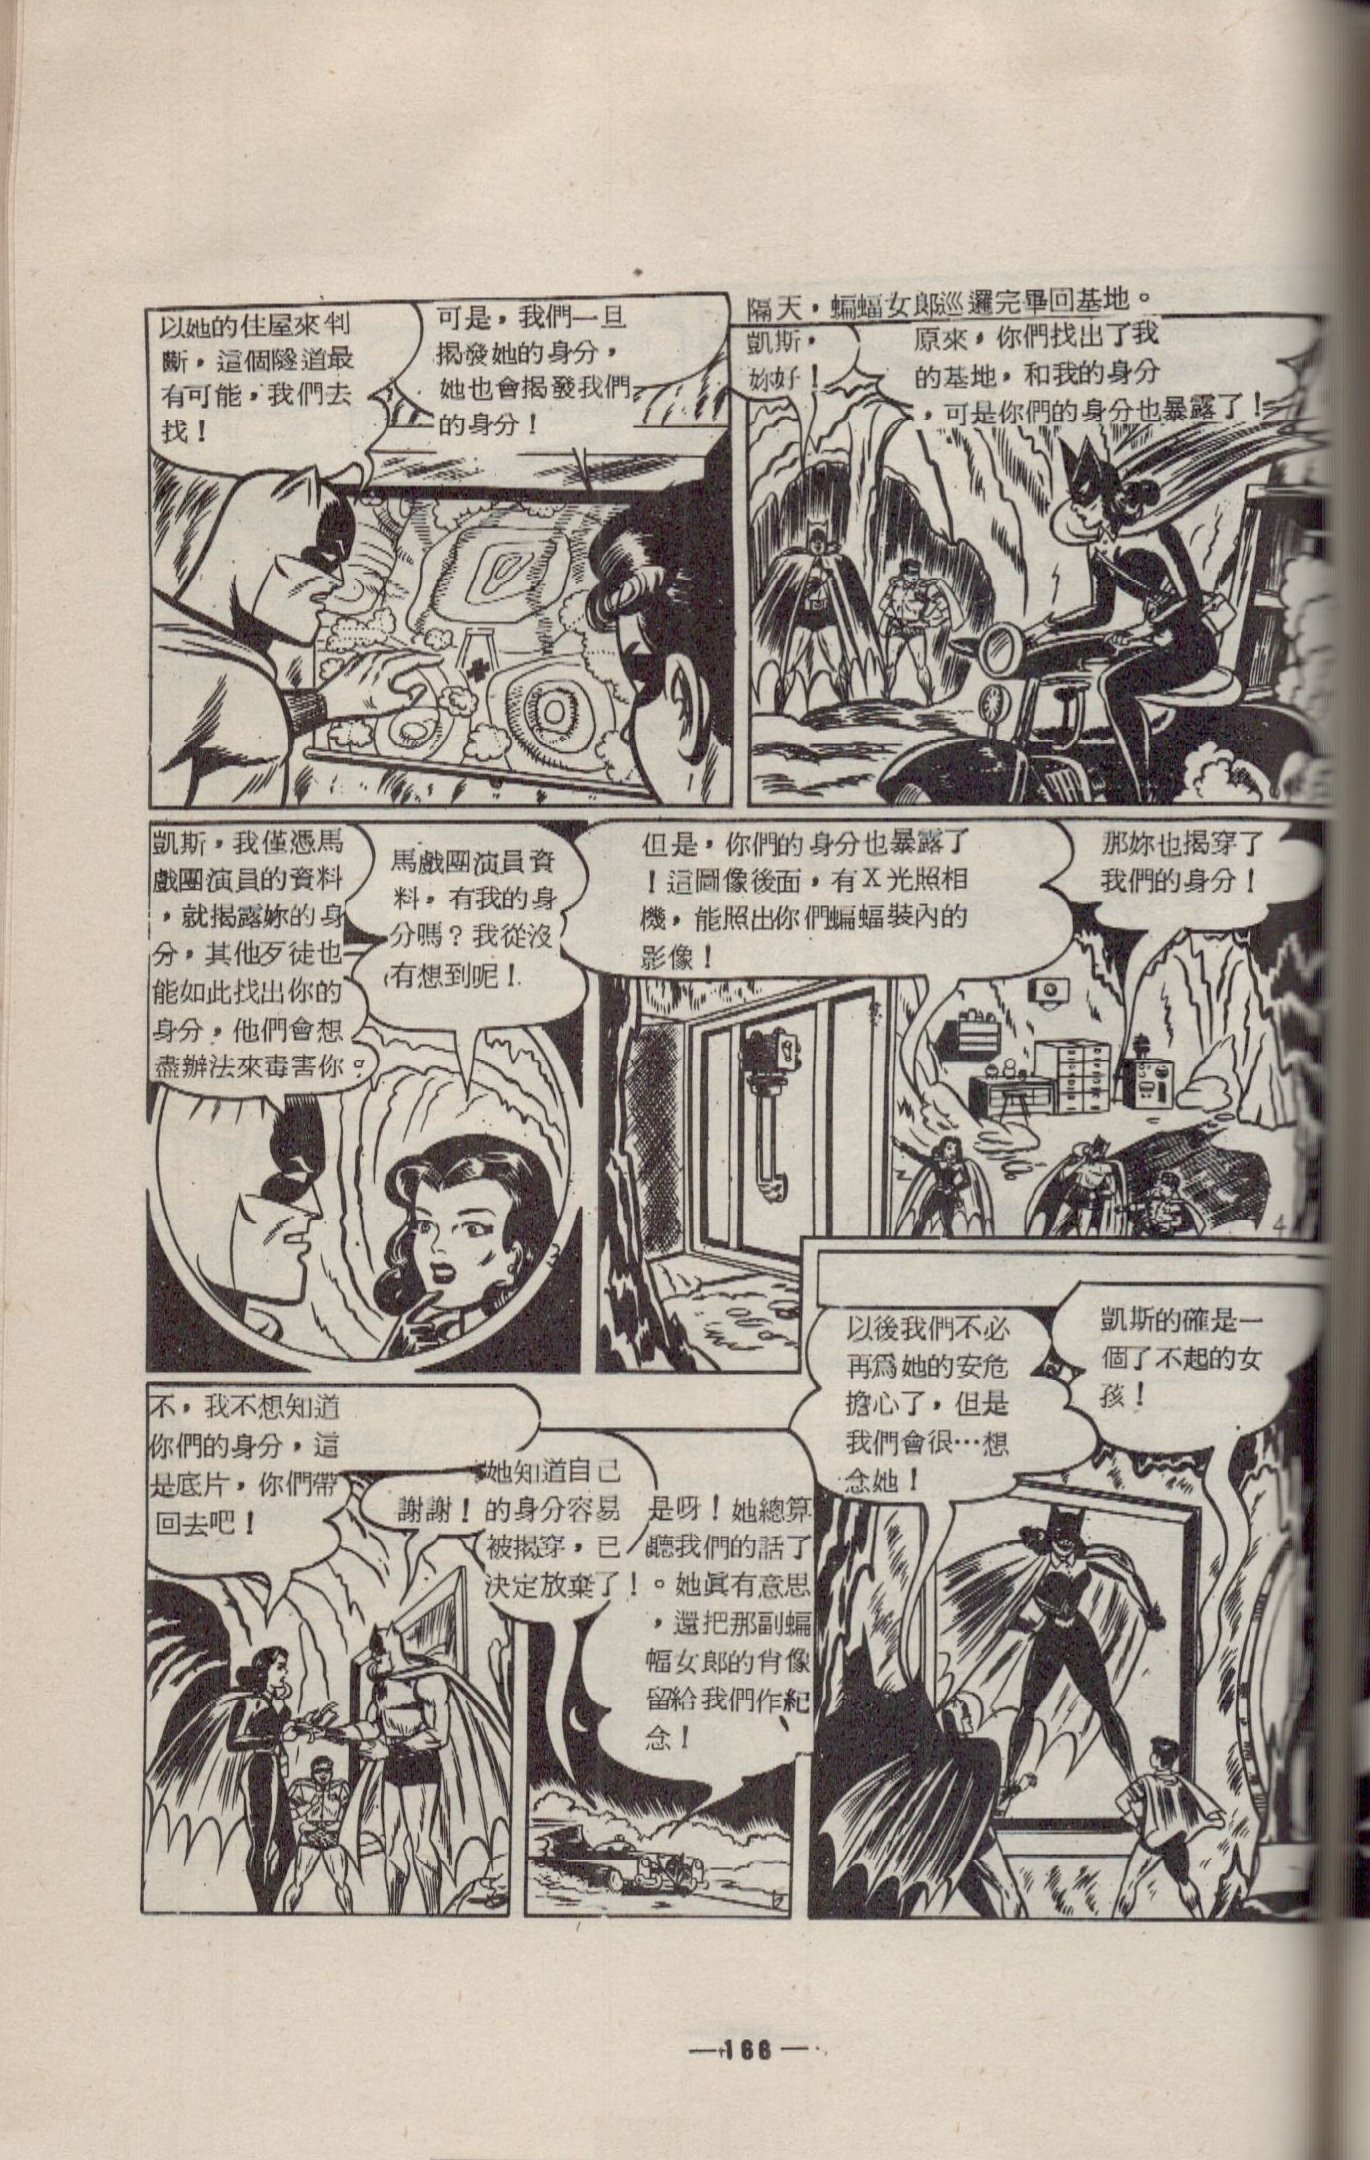 以她的住屋來判
斷，這個隧道最
有可能，我們去
找！
可是，我們一旦
揭發她的身分，
她也會揭發我們
的身分！
隔天，蝙蝠女郎巡邏完畢回基地。
凱斯，
妳好！
原來，你們找出了我
的基地，和我的身分
，可是你們的身分也暴露了！
凱斯，我僅憑馬
戲團演員的資料
，就揭露妳的身
分，其他歹徒也
能如此找出你的
身分，他們會想
盡辦法來毒害你。
馬戲團演員資
料，有我的身
分嗎？我從沒
有想到呢！
但是，你們的身分也暴露了
！這圖像後面，有X光照相
機，能照出你們蝙蝠裝內的
影像！
那妳也揭穿了
我們的身分！
4
不，我不想知道
你們的身分，這
是底片，你們帶
回去吧！
謝謝！
她知道自己
的身分容易
被揭穿，已
決定放棄了！
是呀！她總算
聽我們的話了
。她眞有意思
，還把那副蝙
蝠女郎的肖像
留給我們作紀
念！
以後我們不必
再爲她的安危
擔心了，但是
我們會很…想
念她！
凱斯的確是一
個了不起的女
孩！
—166—